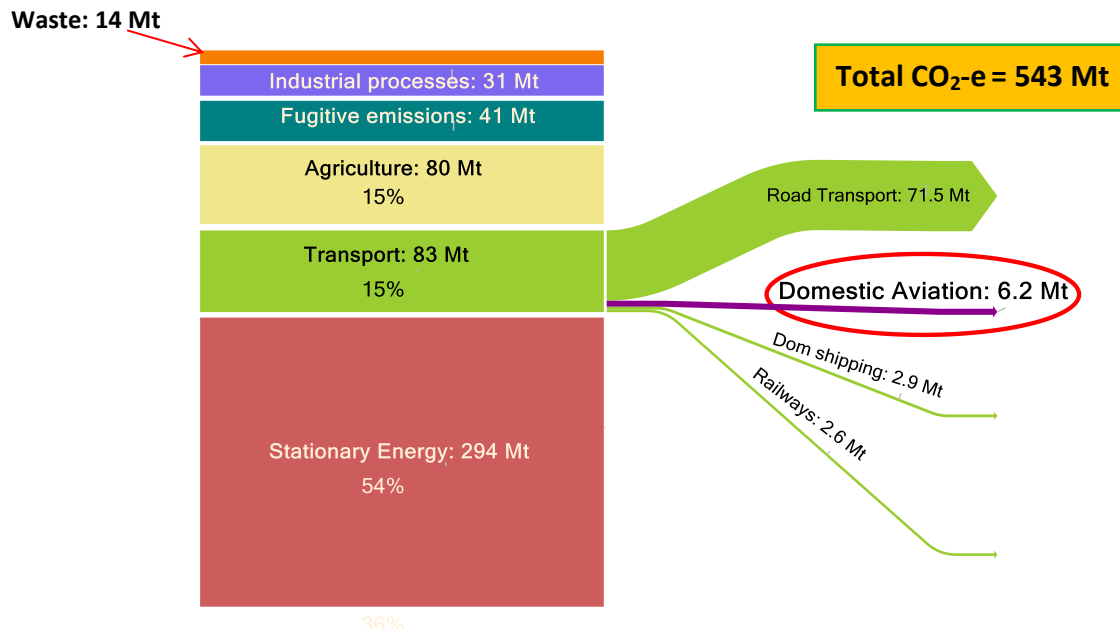 Waste: 14 Mt
Total CO₂-e = 543 Mt
Industrial processes: 31 Mt
Fugitive emissions: 41 Mt
Agriculture: 80 Mt
15%
Road Transport: 71.5 Mt
Transport: 83 Mt
15%
Domestic Aviation: 6.2 Mt
Dom shipping: 2.9 Mt
Railways: 2.6 Mt
Stationary Energy: 294 Mt
54%
36%